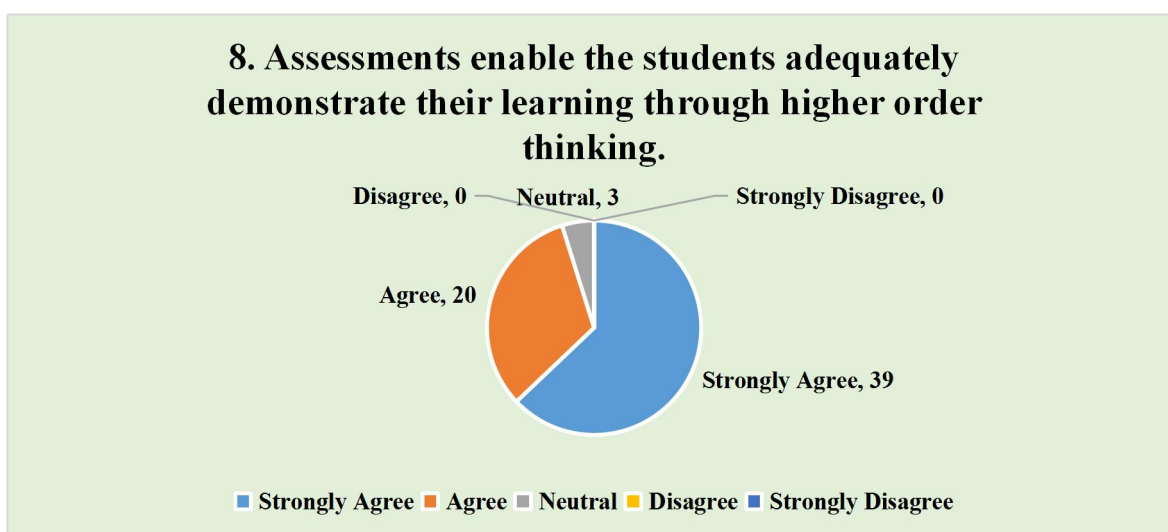 8. Assessments enable the students adequately
demonstrate their learning through higher order
thinking.
Disagree, 0
Neutral, 3
Strongly Disagree, 0
Agree, 20
Strongly Agree, 39
Strongly Agree Agree Neutral Disagree Strongly Disagree